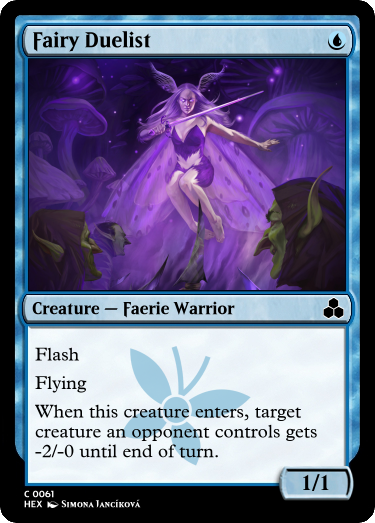 Fairy Duelist
Creature — Faerie Warrior
Flash
Flying
When this creature enters, target
creature an opponent controls gets
-2/-0 until end of turn.
1/1
C 0061
HEX Simona Jancíková